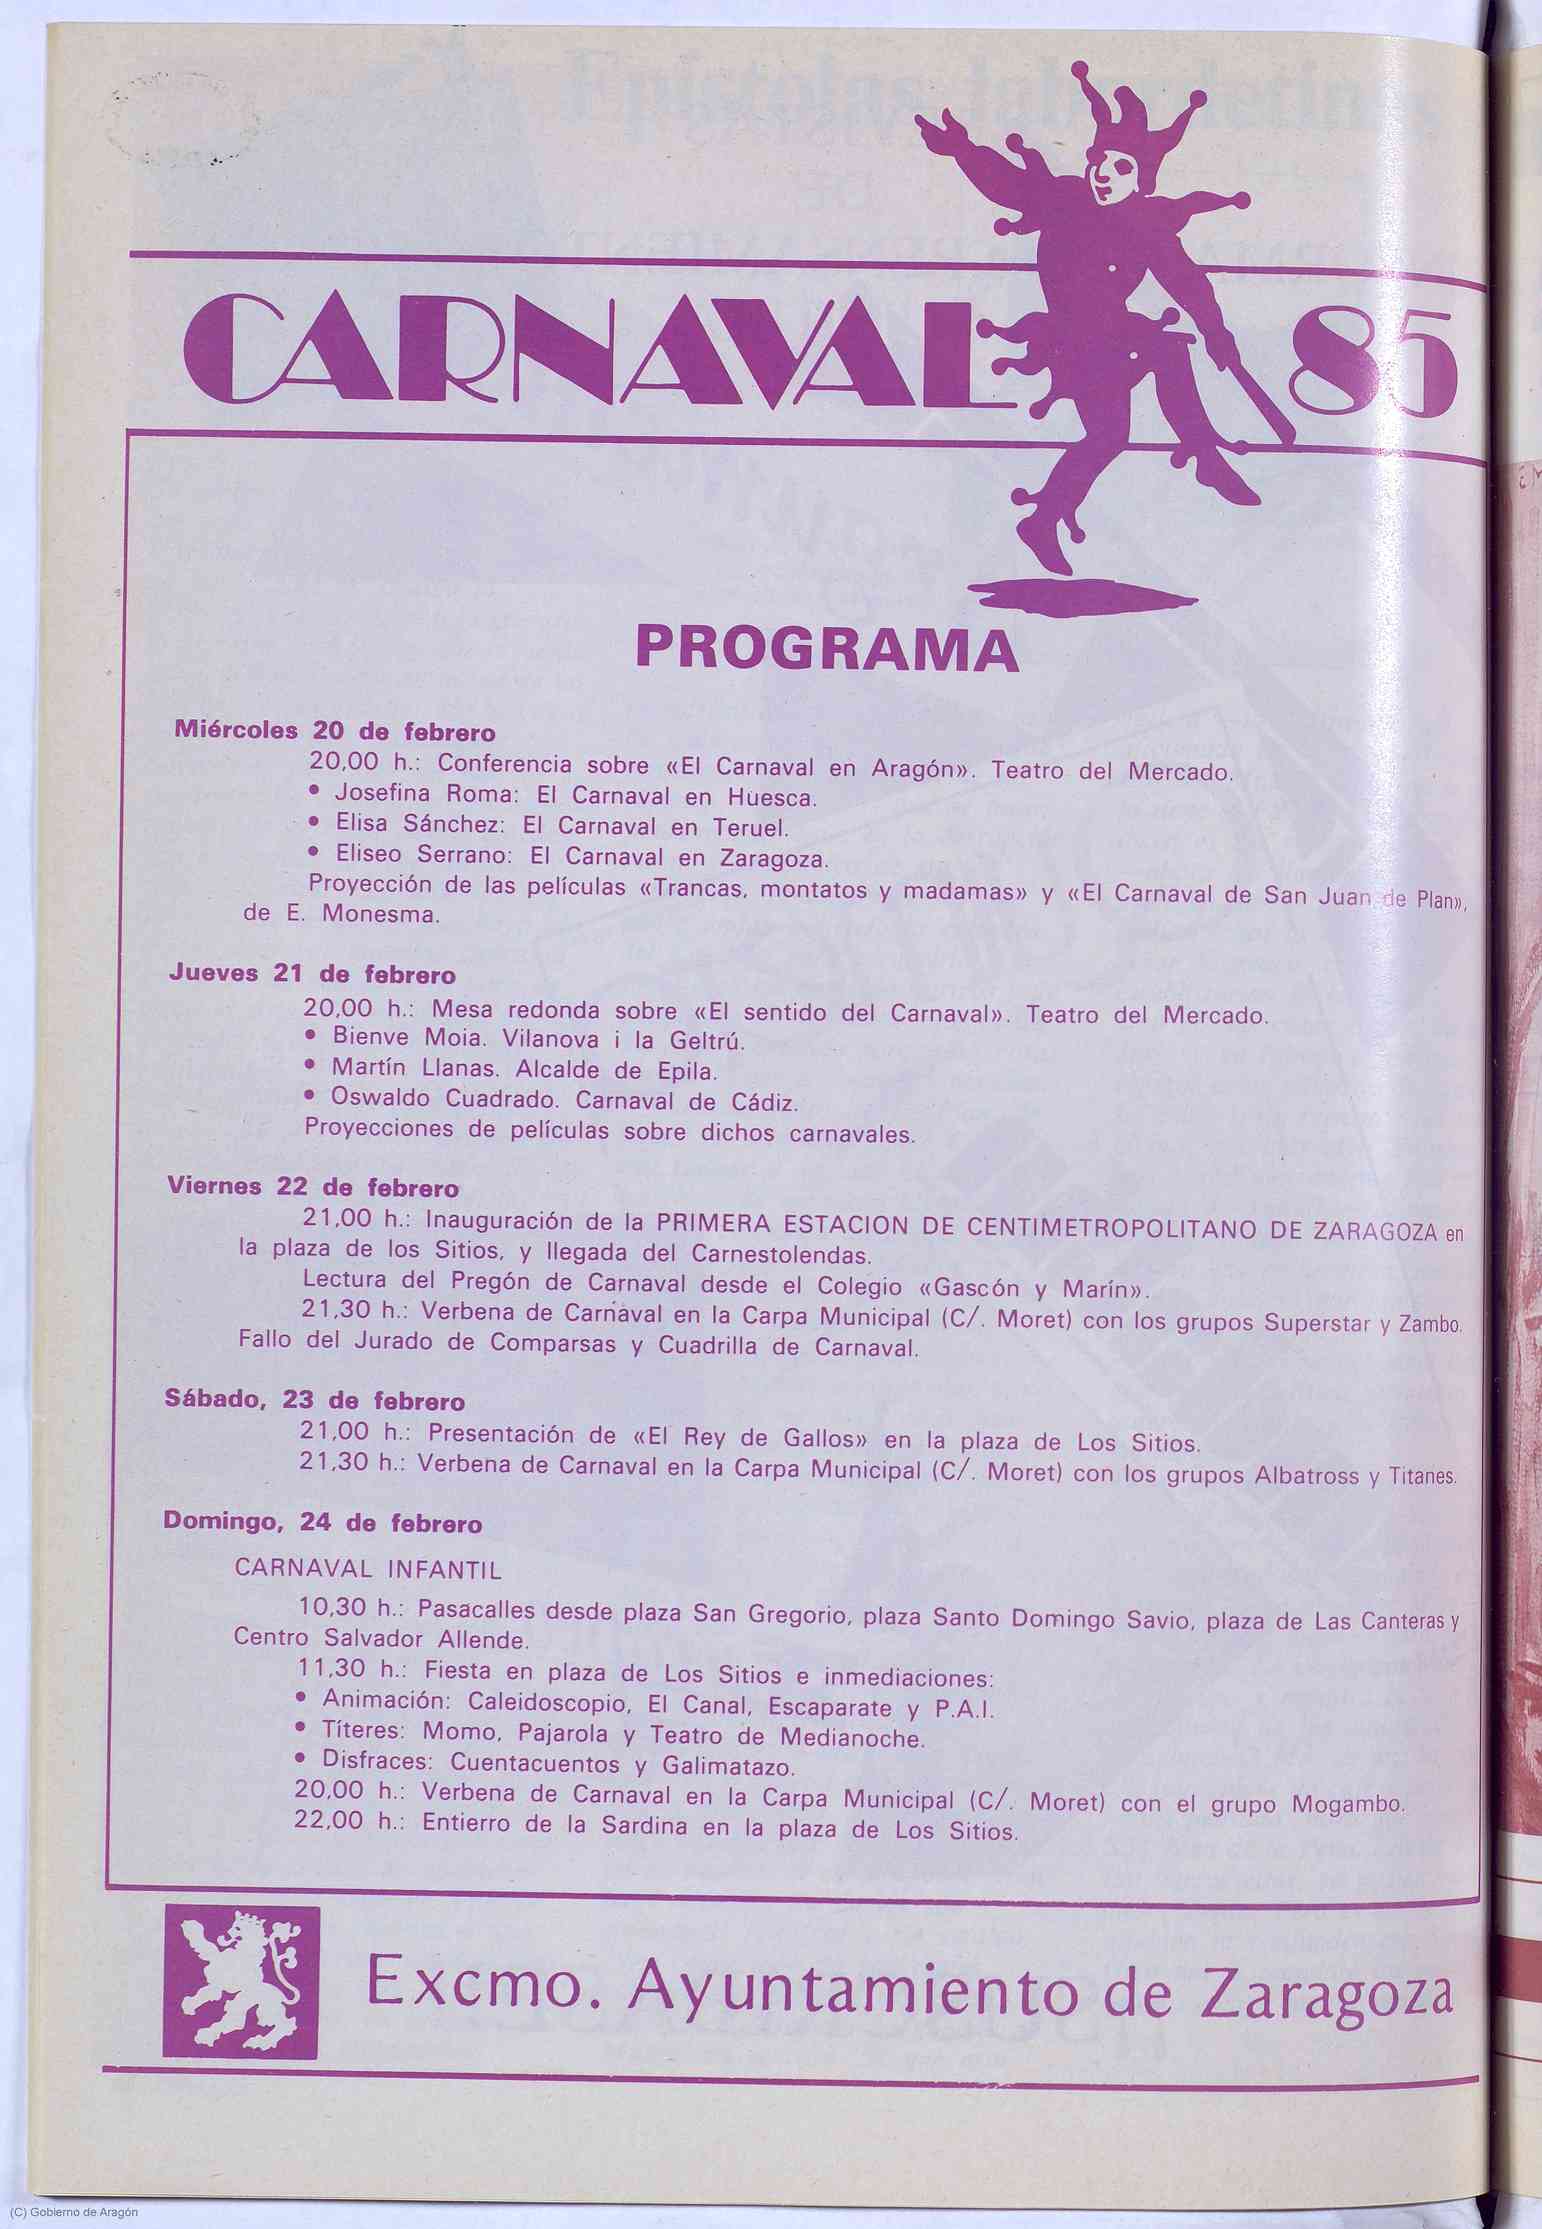 CARNAVAL 85
PROGRAMA
Miércoles 20 de febrero
20,00 h.: Conferencia sobre «El Carnaval en Aragón». Teatro del Mercado.
• Josefina Roma: El Carnaval en Huesca.
• Elisa Sánchez: El Carnaval en Teruel.
• Eliseo Serrano: El Carnaval en Zaragoza.
Proyección de las películas «Trancas, montatos y madamas» y «El Carnaval de San Juan de Plan»,
de E. Monesma.
Jueves 21 de febrero
20,00 h.: Mesa redonda sobre «El sentido del Carnaval». Teatro del Mercado.
• Bienve Moia. Vilanova i la Geltrú.
• Martín Llanas. Alcalde de Epila.
• Oswaldo Cuadrado. Carnaval de Cádiz.
Proyecciones de películas sobre dichos carnavales.
Viernes 22 de febrero
21,00 h.: Inauguración de la PRIMERA ESTACION DE CENTIMETROPOLITANO DE ZARAGOZA en
la plaza de los Sitios, y llegada del Carnestolendas.
Lectura del Pregón de Carnaval desde el Colegio «Gascón y Marín».
21,30 h.: Verbena de Carnaval en la Carpa Municipal (C/. Moret) con los grupos Superstar y Zambo.
Fallo del Jurado de Comparsas y Cuadrilla de Carnaval.
Sábado, 23 de febrero
21,00 h.: Presentación de «El Rey de Gallos» en la plaza de Los Sitios.
21,30 h.: Verbena de Carnaval en la Carpa Municipal (C/. Moret) con los grupos Albatross y Titanes.
Domingo, 24 de febrero
CARNAVAL INFANTIL
10,30 h.: Pasacalles desde plaza San Gregorio, plaza Santo Domingo Savio, plaza de Las Canteras y
Centro Salvador Allende.
11,30 h.: Fiesta en plaza de Los Sitios e inmediaciones:
• Animación: Caleidoscopio, El Canal, Escaparate y P.A.I.
• Títeres: Momo, Pajarola y Teatro de Medianoche.
• Disfraces: Cuentacuentos y Galimatazo.
20,00 h.: Verbena de Carnaval en la Carpa Municipal (C/. Moret) con el grupo Mogambo.
22,00 h.: Entierro de la Sardina en la plaza de Los Sitios.
Excmo. Ayuntamiento de Zaragoza
(C) Gobierno de Aragón